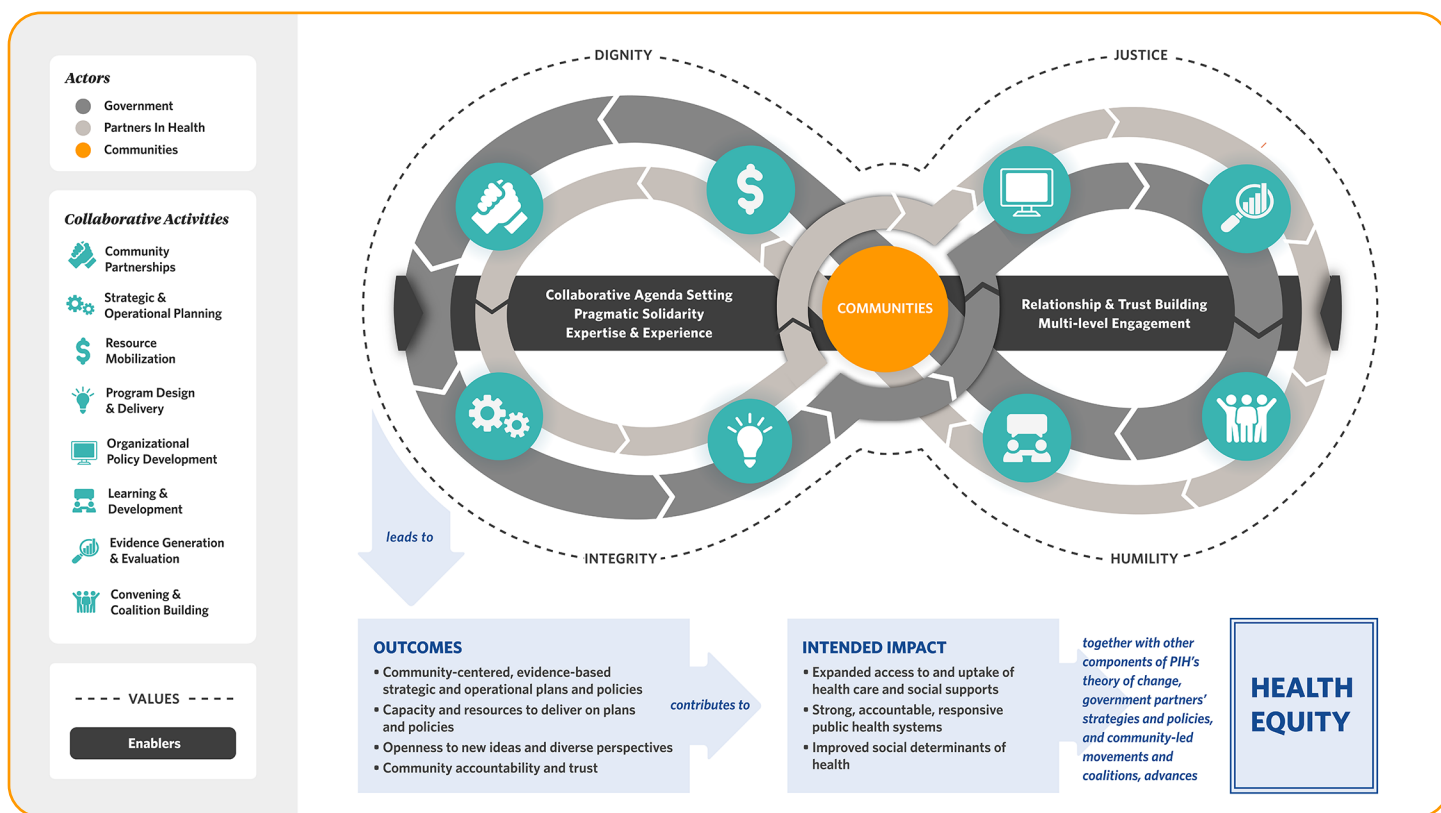 Actors
Government
Partners In Health
Communities
Collaborative Activities
Community
Partnerships
Strategic &
Operational Planning
Resource
Mobilization
Program Design
& Delivery
Organizational
Policy Development
Learning &
Development
Evidence Generation
& Evaluation
Convening &
Coalition Building
VALUES
Enablers
DIGNITY
JUSTICE
$
Collaborative Agenda Setting
Pragmatic Solidarity
Expertise & Experience
COMMUNITIES
Relationship & Trust Building
Multi-level Engagement
INTEGRITY
HUMILITY
leads to
OUTCOMES
▪ Community-centered, evidence-based
strategic and operational plans and policies
▪ Capacity and resources to deliver on plans
and policies
▪ Openness to new ideas and diverse perspectives
▪ Community accountability and trust
contributes to
INTENDED IMPACT
▪ Expanded access to and uptake of
health care and social supports
▪ Strong, accountable, responsive
public health systems
▪ Improved social determinants of
health
together with other
components of PIH's
theory of change,
government partners'
strategies and policies,
and community-led
movements and
coalitions, advances
HEALTH
EQUITY